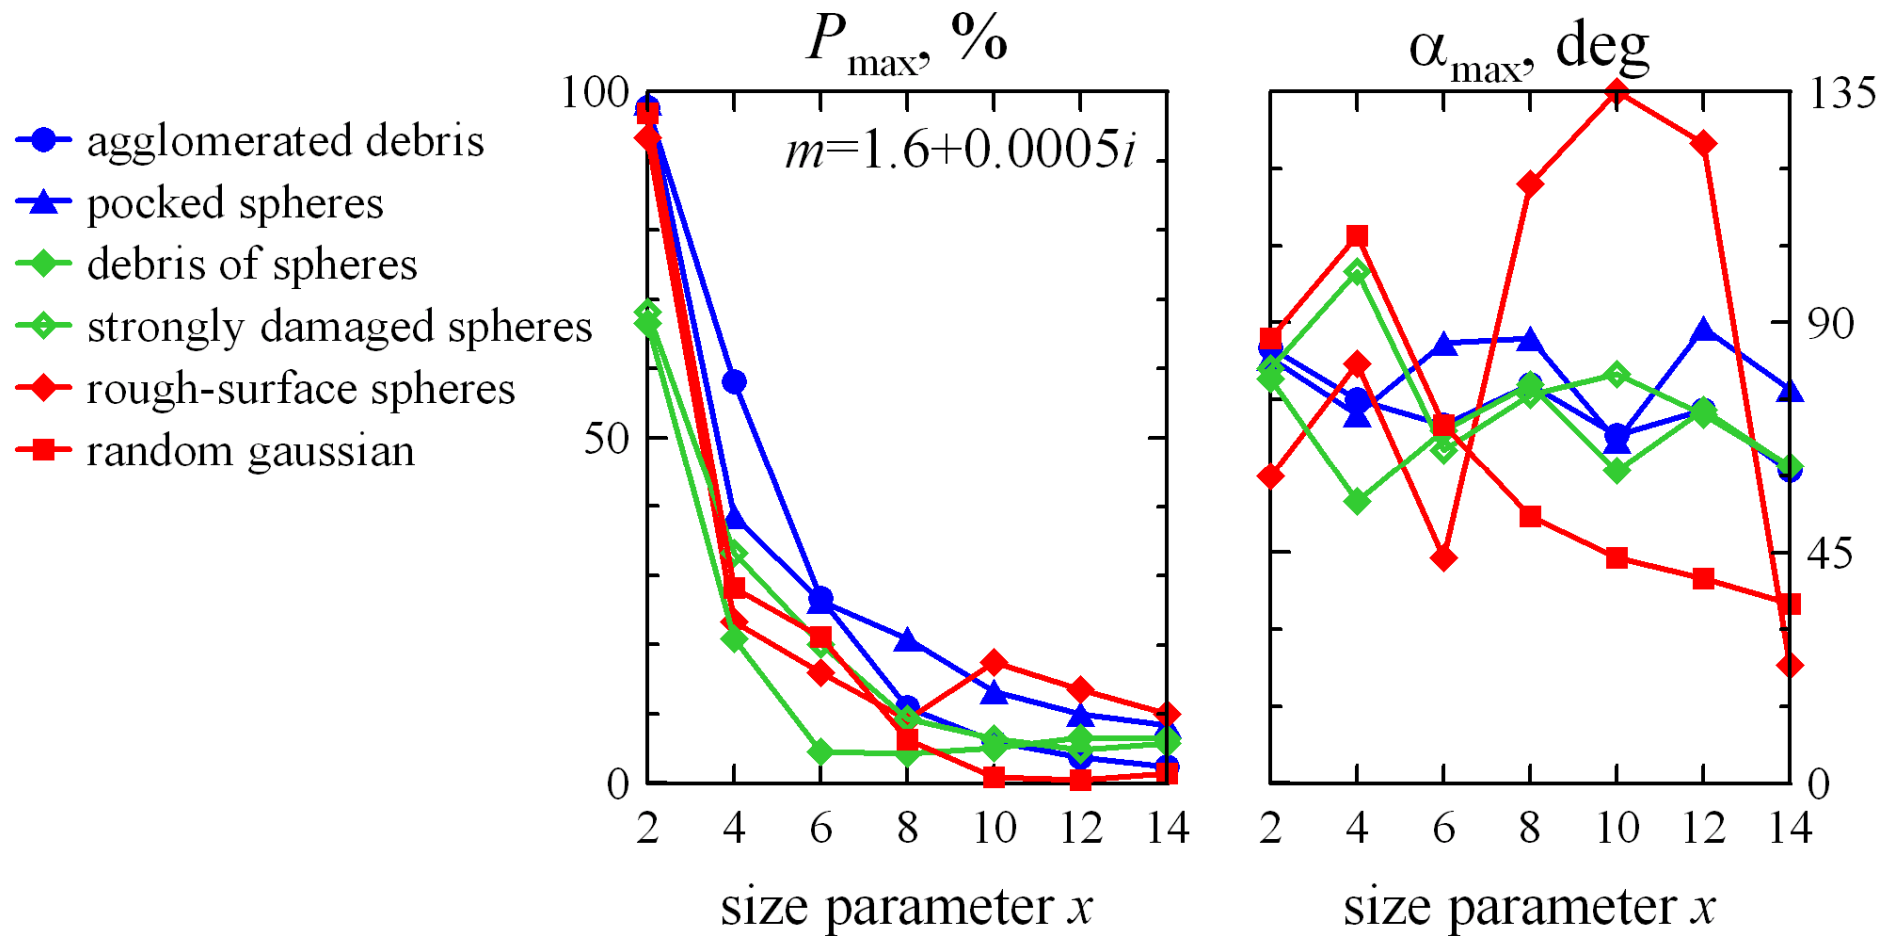 P_max, %
α_max, deg
agglomerated debris
pocked spheres
debris of spheres
strongly damaged spheres
rough-surface spheres
random gaussian
m=1.6+0.0005i
100
50
0
2 4 6 8 10 12 14
size parameter x
135
90
45
0
2 4 6 8 10 12 14
size parameter x